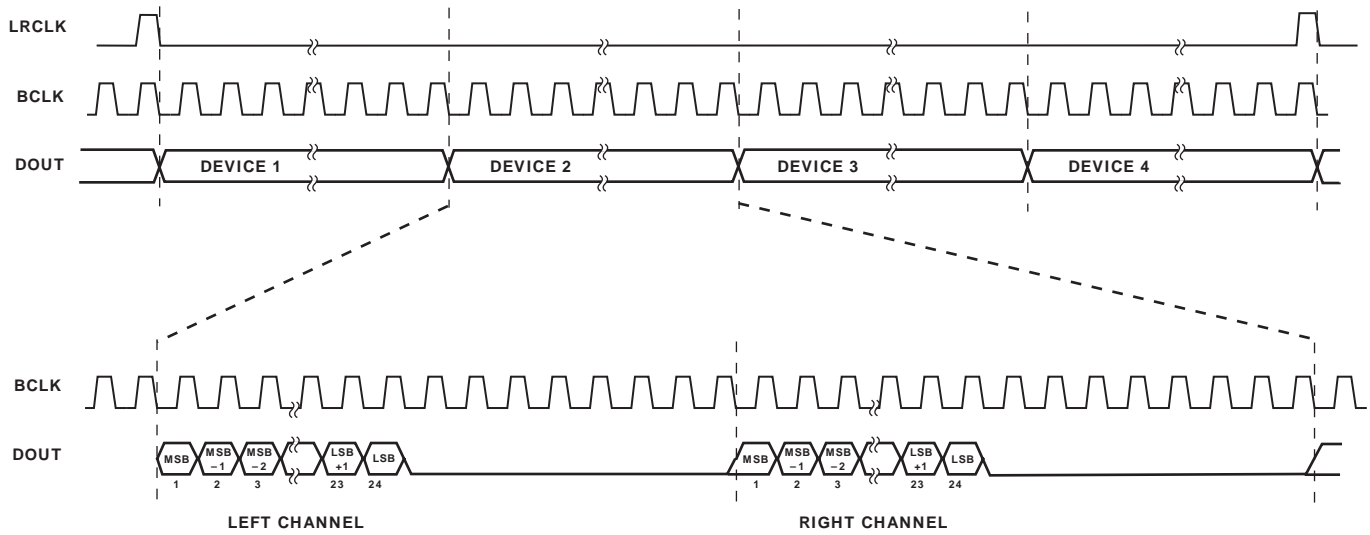 LRCLK
BCLK
DOUT DEVICE 1 DEVICE 2 DEVICE 3 DEVICE 4
BCLK
DOUT MSB MSB −1 MSB −2 LSB +1 LSB MSB MSB −1 MSB −2 LSB +1 LSB
1 2 3 23 24 1 2 3 23 24
LEFT CHANNEL RIGHT CHANNEL